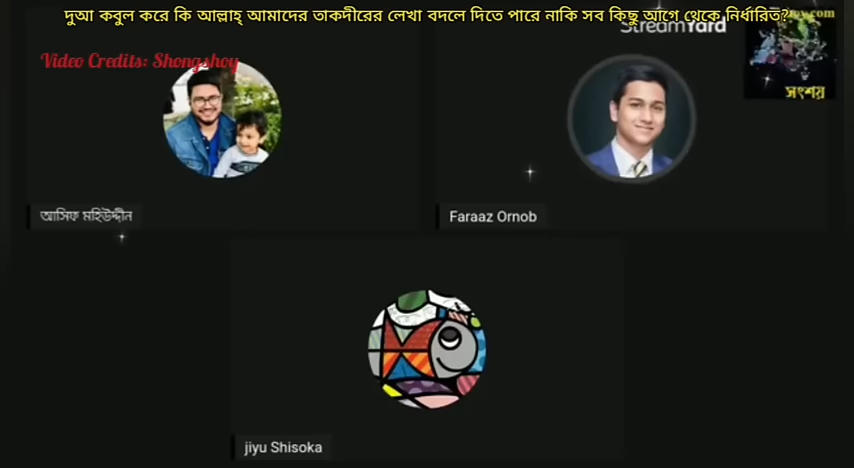 দুআ কবুল করে কি আল্লাহ্ আমাদের তাকদীরের লেখা বদলে দিতে পারে নাকি সব কিছু আগে থেকে নির্ধারিত?
StreamYard
Video Credits: Shongshoy
সংশয়
আসিফ মহিউদ্দীন
Faraaz Ornob
jiyu Shisoka